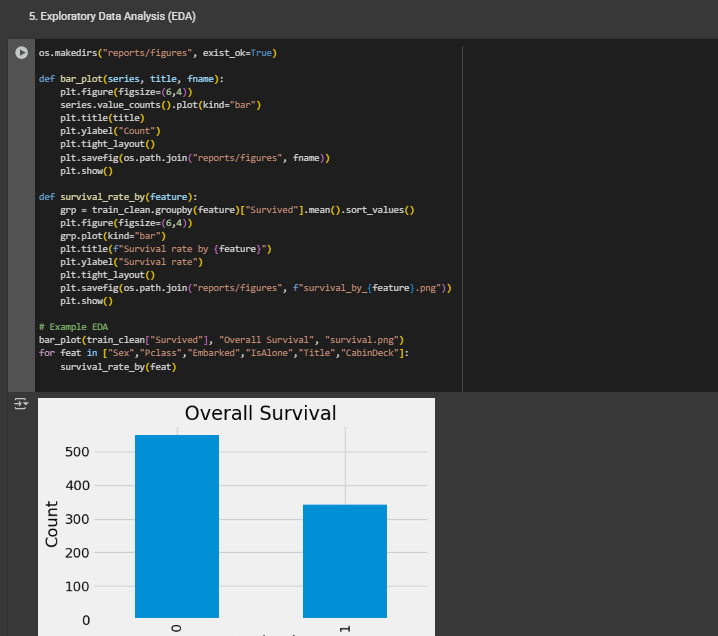 5. Exploratory Data Analysis (EDA)
os.makedirs("reports/figures", exist_ok=True)
def bar_plot(series, title, fname):
    plt.figure(figsize=(6,4))
    series.value_counts().plot(kind="bar")
    plt.title(title)
    plt.ylabel("Count")
    plt.tight_layout()
    plt.savefig(os.path.join("reports/figures", fname))
    plt.show()
def survival_rate_by(feature):
    grp = train_clean.groupby(feature)["Survived"].mean().sort_values()
    plt.figure(figsize=(6,4))
    grp.plot(kind="bar")
    plt.title(f"Survival rate by {feature}")
    plt.ylabel("Survival rate")
    plt.tight_layout()
    plt.savefig(os.path.join("reports/figures", f"survival_by_{feature}.png"))
    plt.show()
# Example EDA
bar_plot(train_clean["Survived"], "Overall Survival", "survival.png")
for feat in ["Sex","Pclass","Embarked","IsAlone","Title","CabinDeck"]:
    survival_rate_by(feat)
Overall Survival
500
400
300
200
100
0
Count
0
1